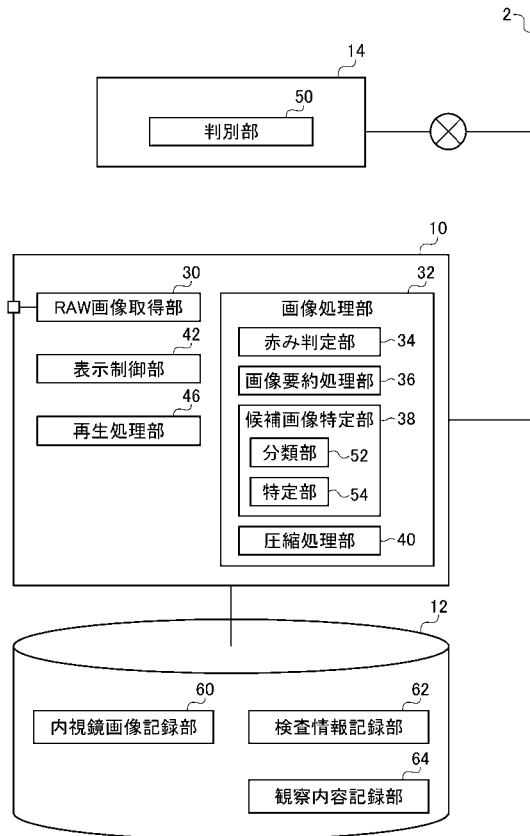 2
14
50
判別部
10
30
RAW画像取得部
42
表示制御部
46
再生処理部
32
画像処理部
赤み判定部
34
画像要約処理部
36
候補画像特定部
38
分類部
52
特定部
54
圧縮処理部
40
12
60
内視鏡画像記録部
62
検査情報記録部
64
観察内容記録部